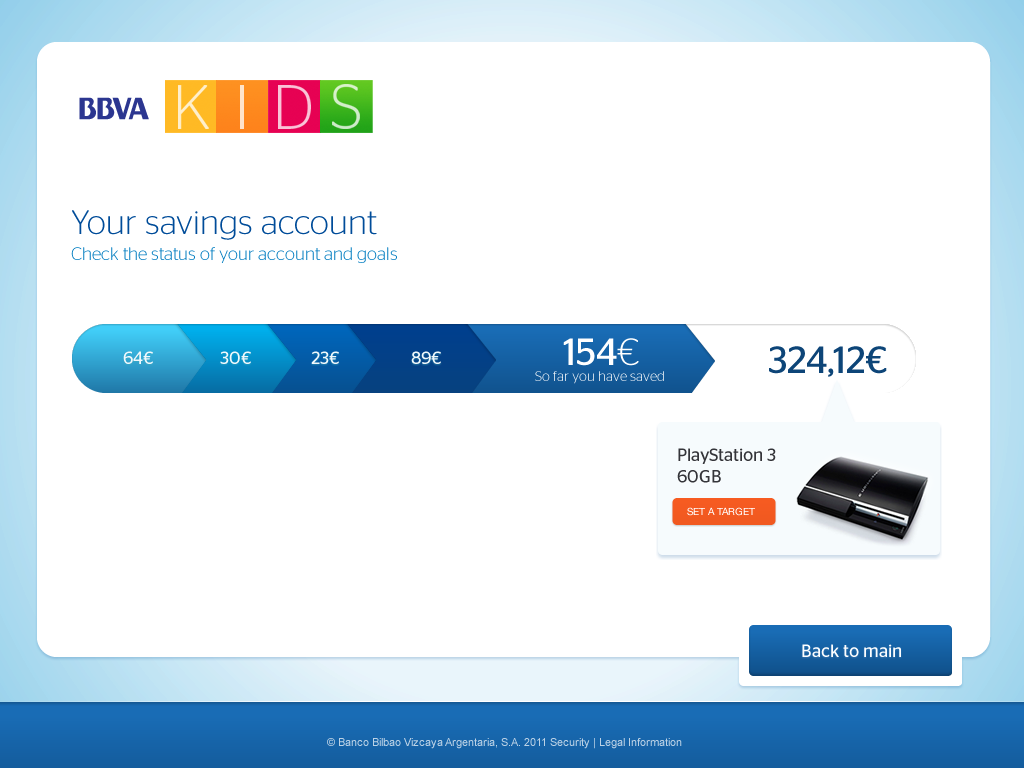 BBVA KIDS
Your savings account
Check the status of your account and goals
64€ 30€ 23€ 89€ 154€ 324,12€
So far you have saved
PlayStation 3
60GB
SET A TARGET
Back to main
© Banco Bilbao Vizcaya Argentaria, S.A. 2011 Security | Legal Information